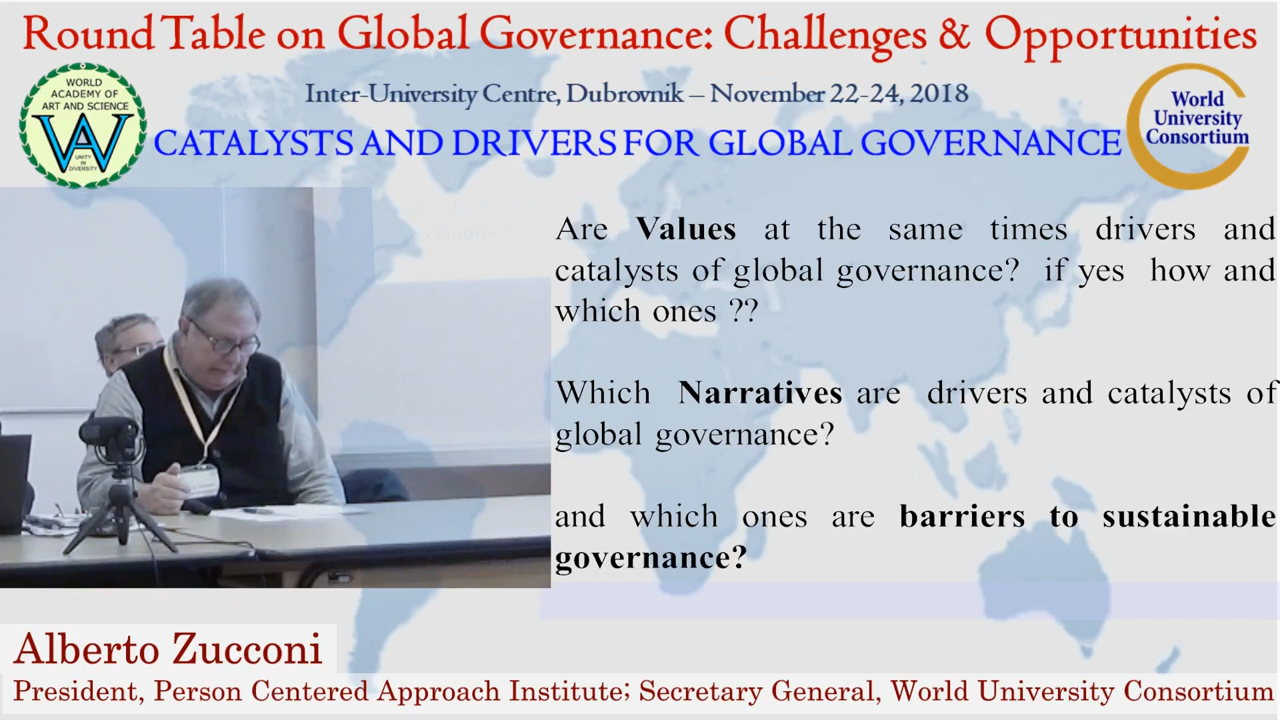 Round Table on Global Governance: Challenges & Opportunities
Inter-University Centre, Dubrovnik – November 22-24, 2018
CATALYSTS AND DRIVERS FOR GLOBAL GOVERNANCE
WORLD
ACADEMY OF
ART AND SCIENCE
WA
UNITY
IN
DIVERSITY
World
University
Consortium
Are Values at the same times drivers and
catalysts of global governance? if yes how and
which ones ??
Which Narratives are drivers and catalysts of
global governance?
and which ones are barriers to sustainable
governance?
Alberto Zucconi
President, Person Centered Approach Institute; Secretary General, World University Consortium